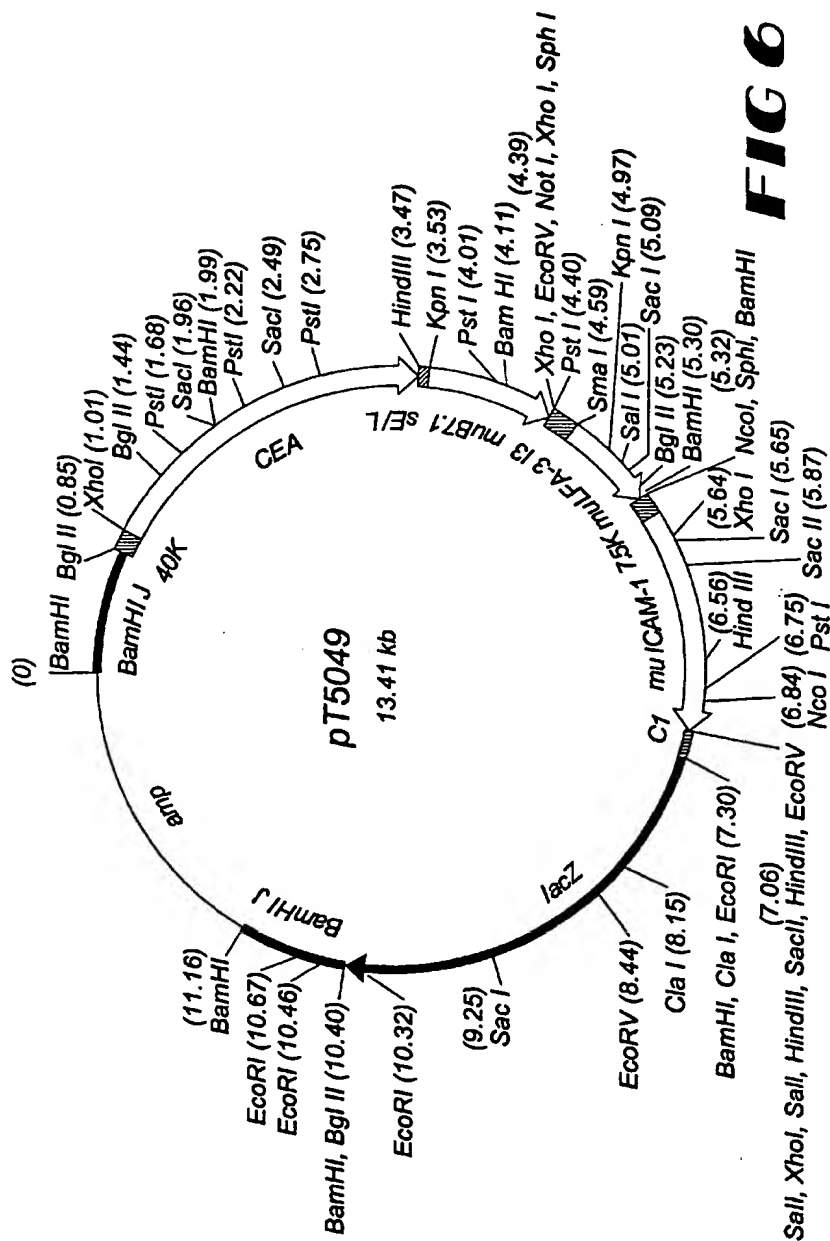 (0)
BamHI
Bgl II (0.85)
XhoI (1.01)
Bgl II (1.44)
PstI (1.68)
SacI (1.96)
BamHI (1.99)
PstI (2.22)
SacI (2.49)
PstI (2.75)
HindIII (3.47)
Kpn I (3.53)
Pst I (4.01)
Bam HI (4.11)
(4.39)
Xho I, EcoRV, Not I, Xho I, Sph I
Pst I (4.40)
Sma I (4.59)
Kpn I (4.97)
Sal I (5.01)
Sac I (5.09)
Bgl II (5.23)
BamHI (5.30)
(5.32)
NcoI, SphI, BamHI
(5.64)
Xho I
Sac I (5.65)
Sac II (5.87)
(6.56)
Hind III
(6.75)
Pst I
(6.84)
Nco I
(7.06)
SalI, XhoI, SalI, HindIII, SacII, HindIII, EcoRV
BamHI, Cla I, EcoRI (7.30)
Cla I (8.15)
EcoRV (8.44)
(9.25)
Sac I
EcoRI (10.32)
BamHI, Bgl II (10.40)
EcoRI (10.46)
EcoRI (10.67)
(11.16)
BamHI
BamHI J
40K
CEA
sE/L
muB7.1
I3
muLFA-3
7.5K
mu ICAM-1
C1
lacZ
BamHI J
amp
pT5049
13.41 kb
FIG 6